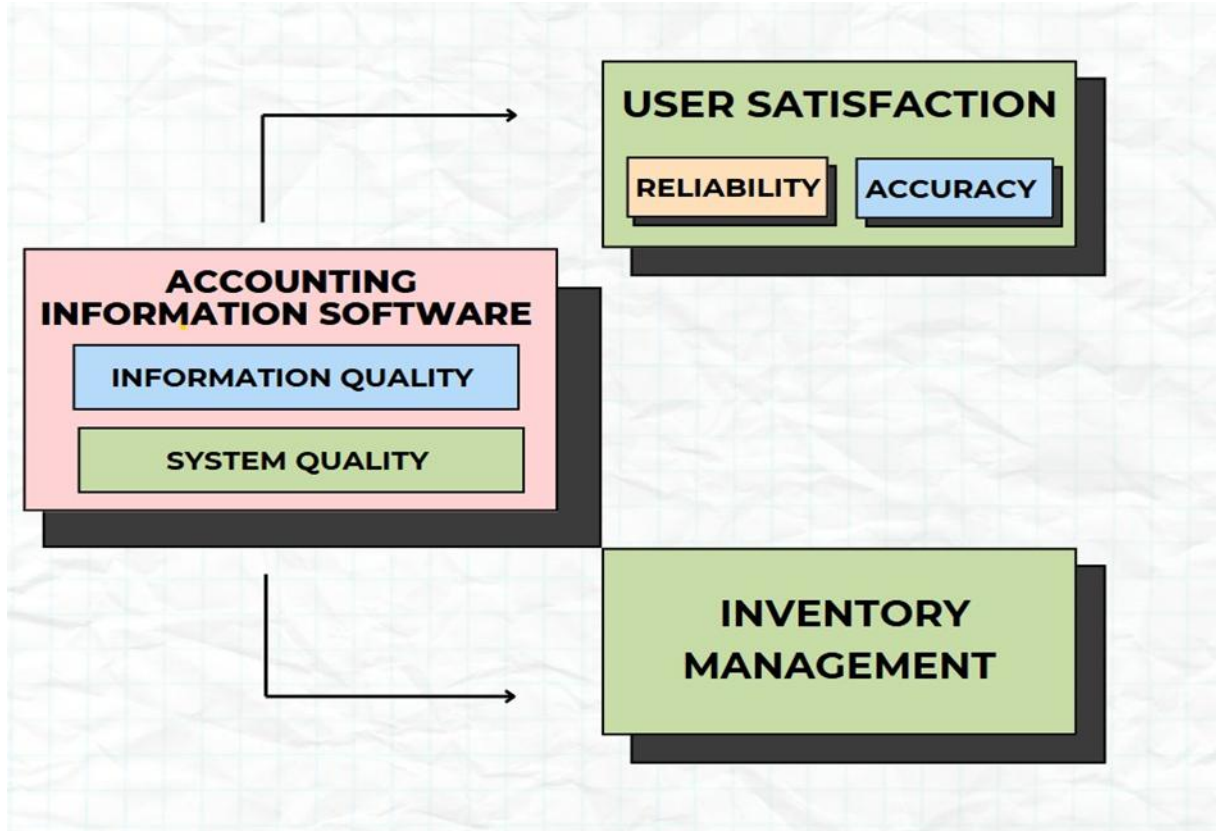 USER SATISFACTION
RELIABILITY
ACCURACY
ACCOUNTING
INFORMATION SOFTWARE
INFORMATION QUALITY
SYSTEM QUALITY
INVENTORY
MANAGEMENT